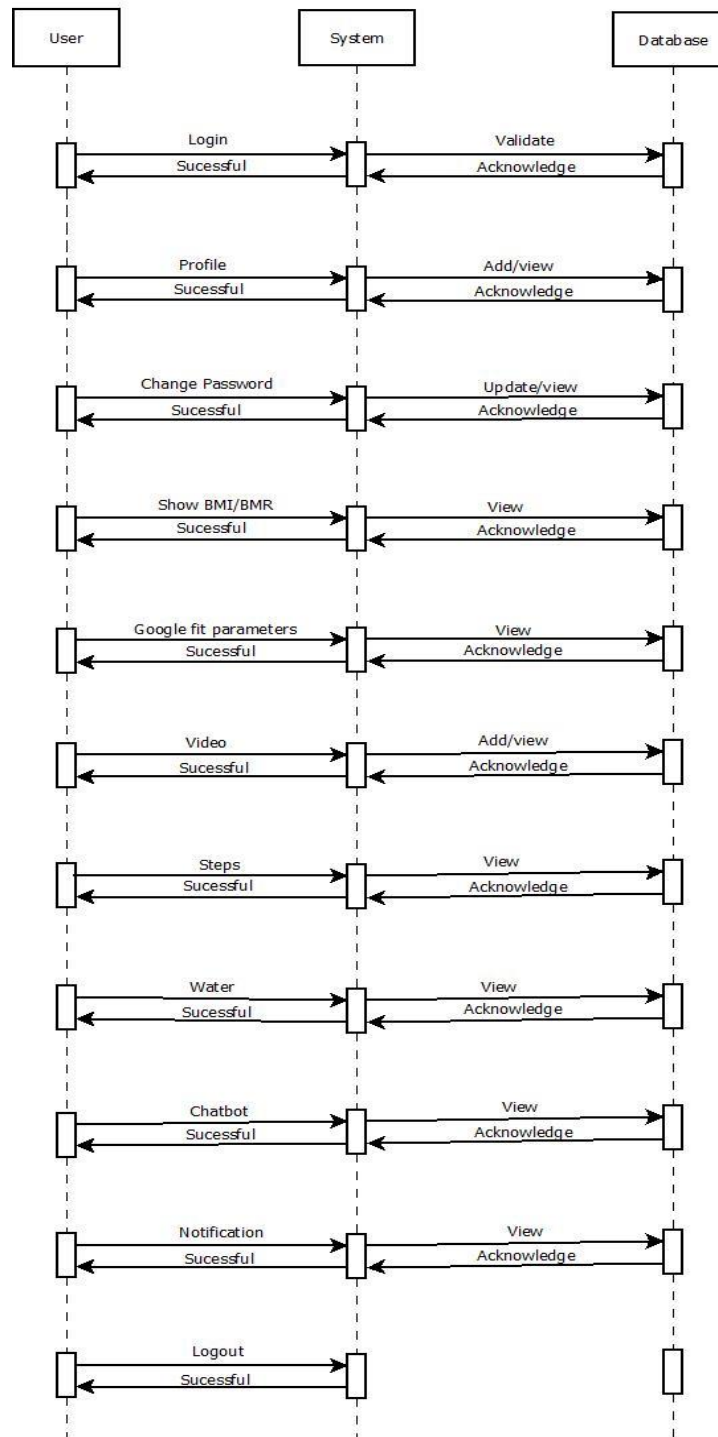 User
System
Database
Login
Validate
Sucessful
Acknowledge
Profile
Add/view
Sucessful
Acknowledge
Change Password
Update/view
Sucessful
Acknowledge
Show BMI/BMR
View
Sucessful
Acknowledge
Google fit parameters
View
Sucessful
Acknowledge
Video
Add/view
Sucessful
Acknowledge
Steps
View
Sucessful
Acknowledge
Water
View
Sucessful
Acknowledge
Chatbot
View
Sucessful
Acknowledge
Notification
View
Sucessful
Acknowledge
Logout
Sucessful